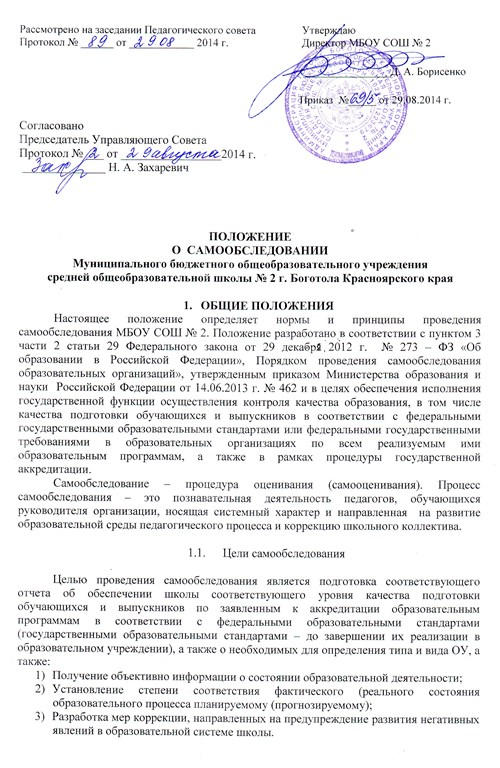 Рассмотрено на заседании Педагогического совета
Протокол № 89 от 29 08 2014 г.
Утверждаю
Директор МБОУ СОШ № 2
Д. А. Борисенко
Приказ № 69/5 от 29.08.2014 г.
Согласовано
Председатель Управляющего Совета
Протокол № 2 от 29 августа 2014 г.
Н. А. Захаревич
ПОЛОЖЕНИЕ
О САМООБСЛЕДОВАНИИ
Муниципального бюджетного общеобразовательного учреждения
средней общеобразовательной школы № 2 г. Боготола Красноярского края
1. ОБЩИЕ ПОЛОЖЕНИЯ
Настоящее положение определяет нормы и принципы проведения
самообследования МБОУ СОШ № 2. Положение разработано в соответствии с пунктом 3
части 2 статьи 29 Федерального закона от 29 декабря 2012 г. № 273 – ФЗ «Об
образовании в Российской Федерации», Порядком проведения самообследования
образовательных организаций», утвержденным приказом Министерства образования и
науки Российской Федерации от 14.06.2013 г. № 462 и в целях обеспечения исполнения
государственной функции осуществления контроля качества образования, в том числе
качества подготовки обучающихся и выпускников в соответствии с федеральными
государственными образовательными стандартами или федеральными государственными
требованиями в образовательных организациях по всем реализуемым ими
образовательным программам, а также в рамках процедуры государственной
аккредитации.
Самообследование – процедура оценивания (самооценивания). Процесс
самообследования – это познавательная деятельность педагогов, обучающихся
руководителя организации, носящая системный характер и направленная на развитие
образовательной среды педагогического процесса и коррекцию школьного коллектива.
1.1. Цели самообследования
Целью проведения самообследования является подготовка соответствующего
отчета об обеспечении школы соответствующего уровня качества подготовки
обучающихся и выпускников по заявленным к аккредитации образовательным
программам в соответствии с федеральными образовательными стандартами
(государственными образовательными стандартами – до завершении их реализации в
образовательном учреждении), а также о необходимых для определения типа и вида ОУ, а
также:
1) Получение объективно информации о состоянии образовательной деятельности;
2) Установление степени соответствия фактического (реального состояния
образовательного процесса планируемому (прогнозируемому);
3) Разработка мер коррекции, направленных на предупреждение развития негативных
явлений в образовательной системе школы.